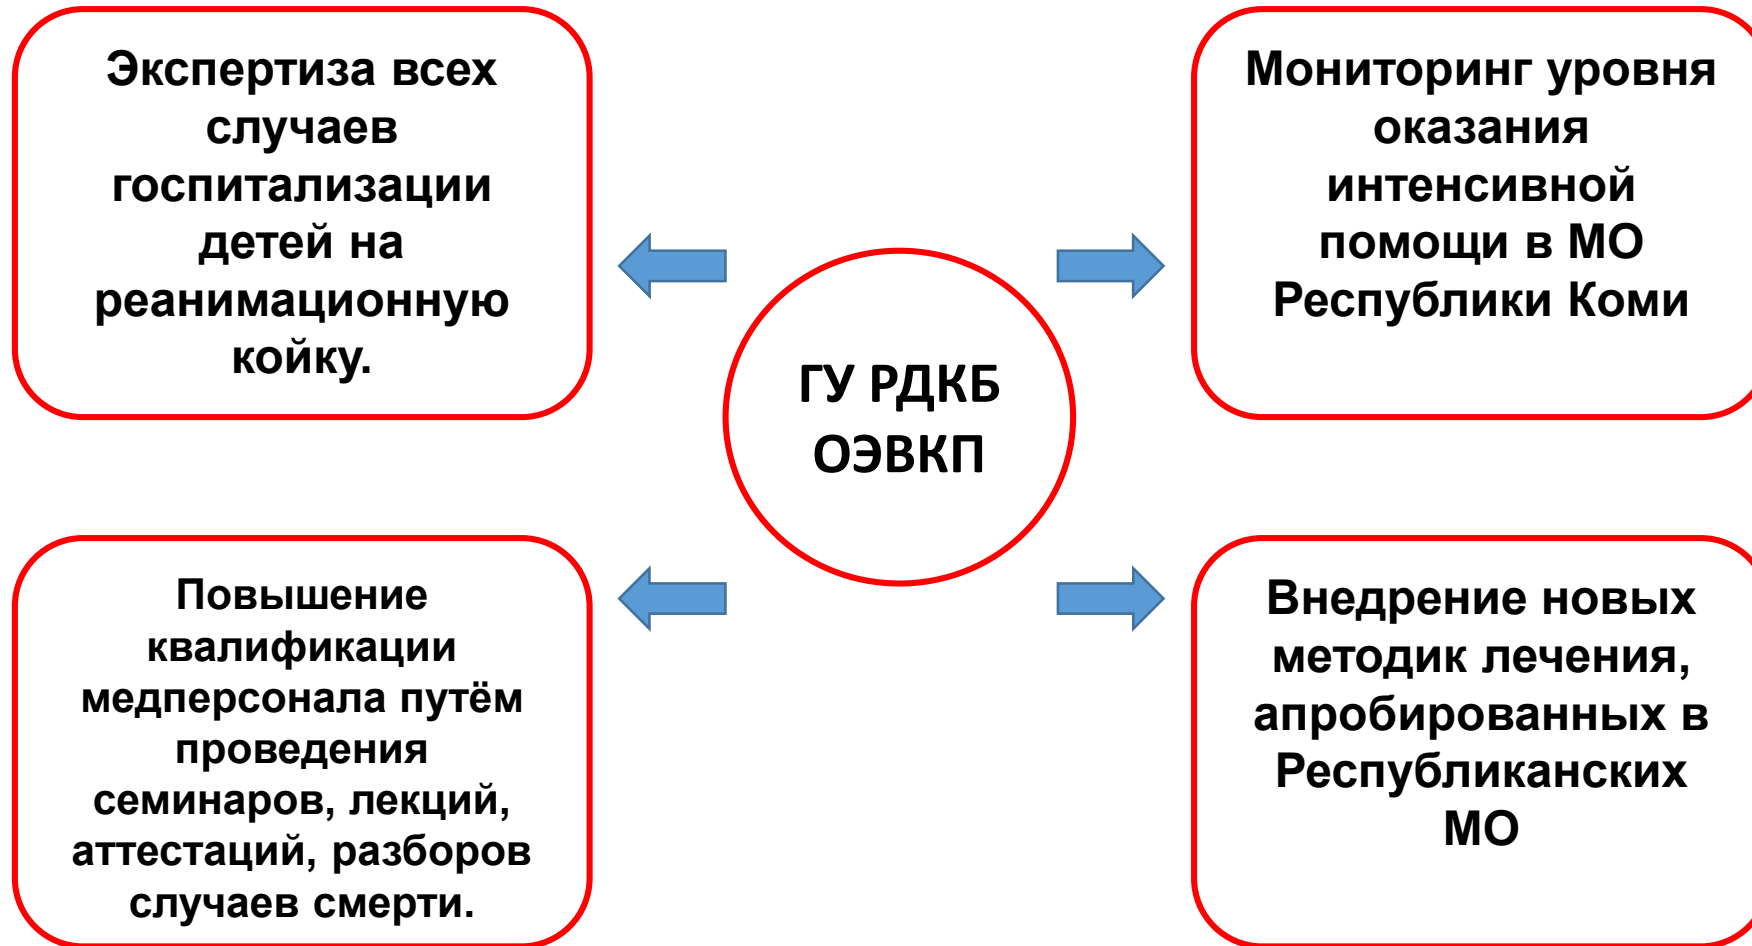 Экспертиза всех
случаев
госпитализации
детей на
реанимационную
койку.
Мониторинг уровня
оказания
интенсивной
помощи в МО
Республики Коми
ГУ РДКБ
ОЭВКП
Повышение
квалификации
медперсонала путём
проведения
семинаров, лекций,
аттестаций, разборов
случаев смерти.
Внедрение новых
методик лечения,
апробированных в
Республиканских
МО